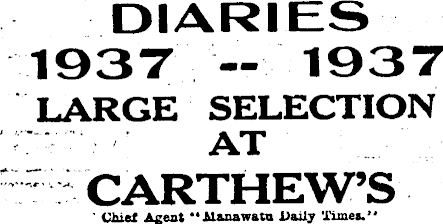 DIARIES
1937 -- 1937
LARGE SELECTION
AT
CARTHEW'S
Chief Agent "Manawatu Daily Times."